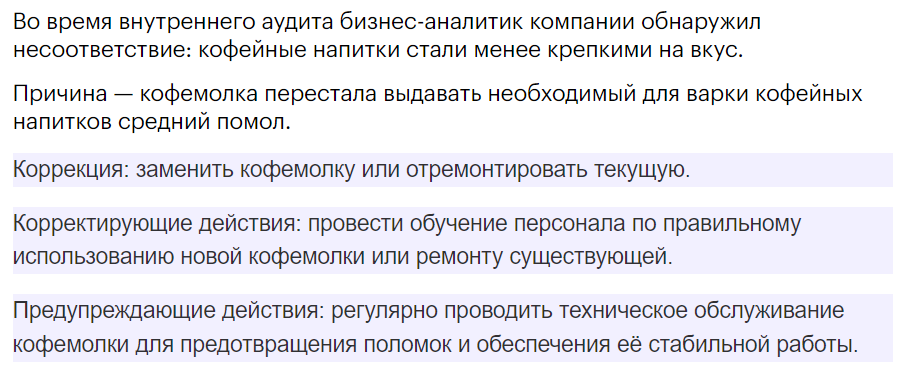 Во время внутреннего аудита бизнес-аналитик компании обнаружил
несоответствие: кофейные напитки стали менее крепкими на вкус.
Причина — кофемолка перестала выдавать необходимый для варки кофейных
напитков средний помол.
Коррекция: заменить кофемолку или отремонтировать текущую.
Корректирующие действия: провести обучение персонала по правильному
использованию новой кофемолки или ремонту существующей.
Предупреждающие действия: регулярно проводить техническое обслуживание
кофемолки для предотвращения поломок и обеспечения её стабильной работы.